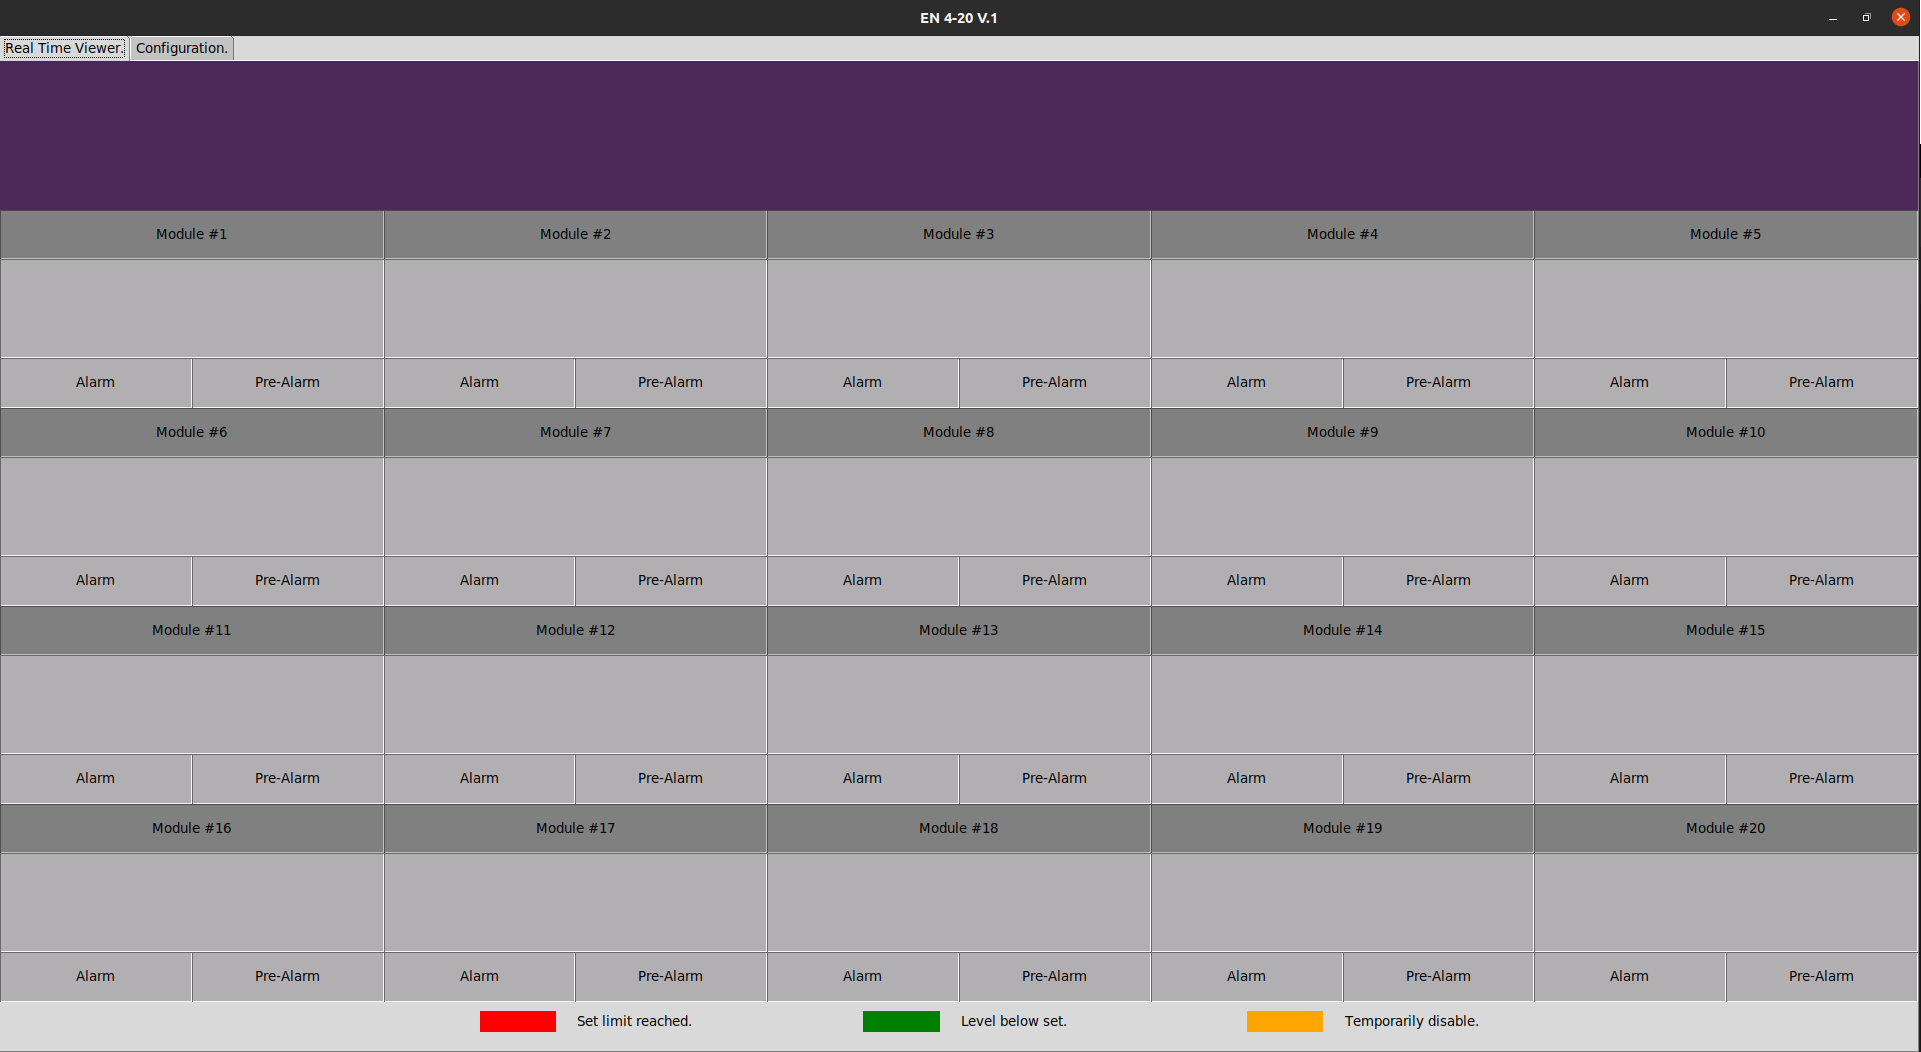 EN 4-20 V.1
Real Time Viewer. Configuration.
Module #1 Module #2 Module #3 Module #4 Module #5
Alarm Pre-Alarm Alarm Pre-Alarm Alarm Pre-Alarm Alarm Pre-Alarm Alarm Pre-Alarm
Module #6 Module #7 Module #8 Module #9 Module #10
Alarm Pre-Alarm Alarm Pre-Alarm Alarm Pre-Alarm Alarm Pre-Alarm Alarm Pre-Alarm
Module #11 Module #12 Module #13 Module #14 Module #15
Alarm Pre-Alarm Alarm Pre-Alarm Alarm Pre-Alarm Alarm Pre-Alarm Alarm Pre-Alarm
Module #16 Module #17 Module #18 Module #19 Module #20
Alarm Pre-Alarm Alarm Pre-Alarm Alarm Pre-Alarm Alarm Pre-Alarm Alarm Pre-Alarm
Set limit reached. Level below set. Temporarily disable.